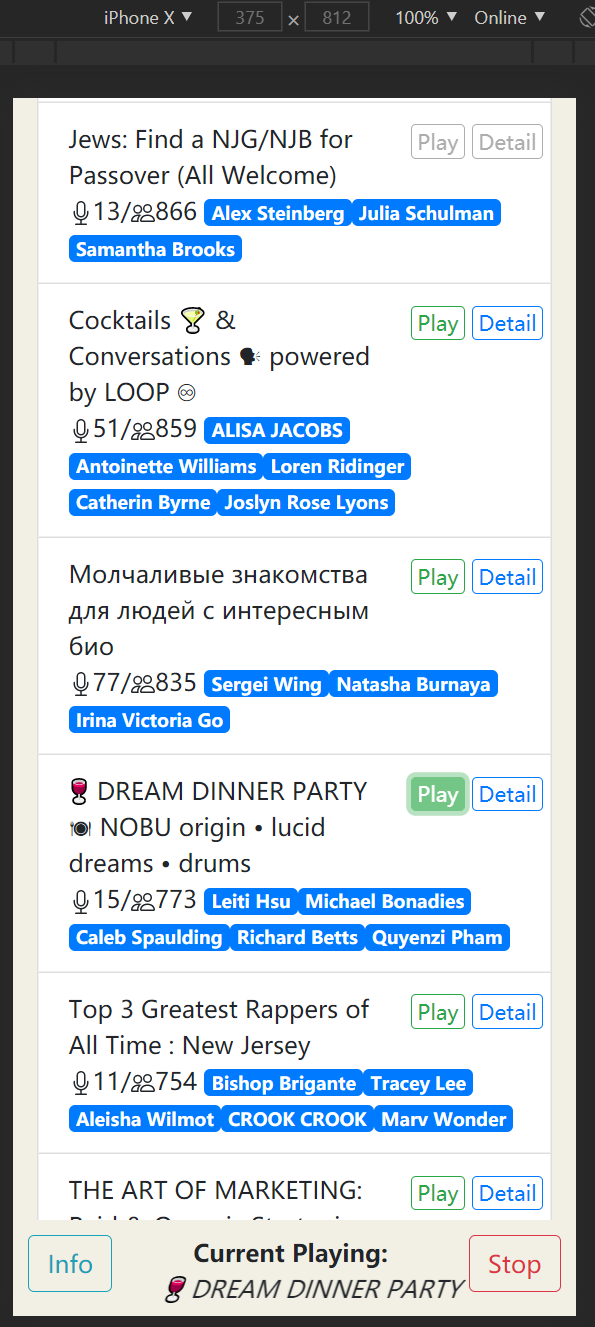 iPhone X ▼ 375 × 812 100% ▼ Online ▼
Jews: Find a NJG/NJB for Play Detail
Passover (All Welcome)
13/866 Alex Steinberg Julia Schulman
Samantha Brooks
Cocktails 🍸 & Play Detail
Conversations 🗣 powered
by LOOP ♾
51/859 ALISA JACOBS
Antoinette Williams Loren Ridinger
Catherin Byrne Joslyn Rose Lyons
Молчаливые знакомства Play Detail
для людей с интересным
био
77/835 Sergei Wing Natasha Burnaya
Irina Victoria Go
🍷 DREAM DINNER PARTY Play Detail
🍽 NOBU origin • lucid
dreams • drums
15/773 Leiti Hsu Michael Bonadies
Caleb Spaulding Richard Betts Quyenzi Pham
Top 3 Greatest Rappers of Play Detail
All Time : New Jersey
11/754 Bishop Brigante Tracey Lee
Aleisha Wilmot CROOK CROOK Marv Wonder
THE ART OF MARKETING: Play Detail
Info Current Playing: Stop
🍷 DREAM DINNER PARTY